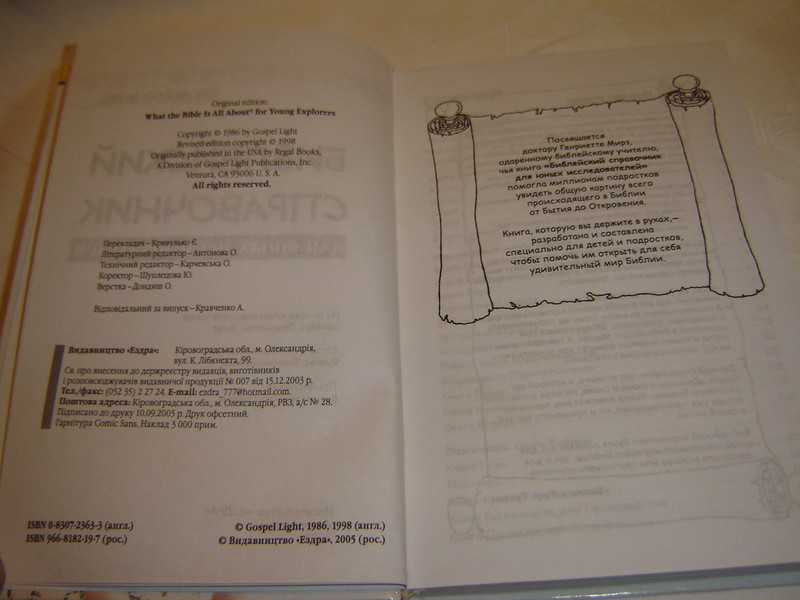 Original edition
What the Bible Is All About® for Young Explorers
Copyright © 1986 by Gospel Light
Revised edition copyright © 1998
Originally published in the USA by Regal Books,
A Division of Gospel Light Publications, Inc.
Ventura, CA 93006 U. S. A.
All rights reserved.
Перекладач – Кривулько Є.
Літературний редактор – Антонова О.
Технічний редактор – Карчевська О.
Коректор – Шуплецова Ю.
Верстка – Дондиш О.
Відповідальний за випуск – Кравченко А.
Видавництво «Ездра»: Кіровоградська обл., м. Олександрія,
вул. К. Лібкнехта, 99.
Св. про внесення до держреестру видавців, виготівників
і розповсюджувачів видавничої продукції № 007 від 15.12.2003 р.
Тел./факс: (052 35) 2 27 24. E-mail: ezdra_777@hotmail.com.
Поштова адреса: Кіровоградська обл., м. Олександрія, РВЗ, а/с № 28.
Підписано до друку 10.09.2005 р. Друк офсетний.
Гарнітура Comic Sans. Наклад 3 000 прим.
ISBN 0-8307-2363-3 (англ.)
ISBN 966-8182-19-7 (рос.)
© Gospel Light, 1986, 1998 (англ.)
© Видавництво «Ездра», 2005 (рос.)
Посвящается
доктору Генриетте Мирз,
одаренному библейскому учителю,
чья книга «Библейский справочник
для юных исследователей»
помогла миллионам подростков
увидеть общую картину всего
происходящего в Библии
от Бытия до Откровения.
Книга, которую вы держите в руках,–
разработана и составлена
специально для детей и подростков,
чтобы помочь им открыть для себя
удивительный мир Библии.